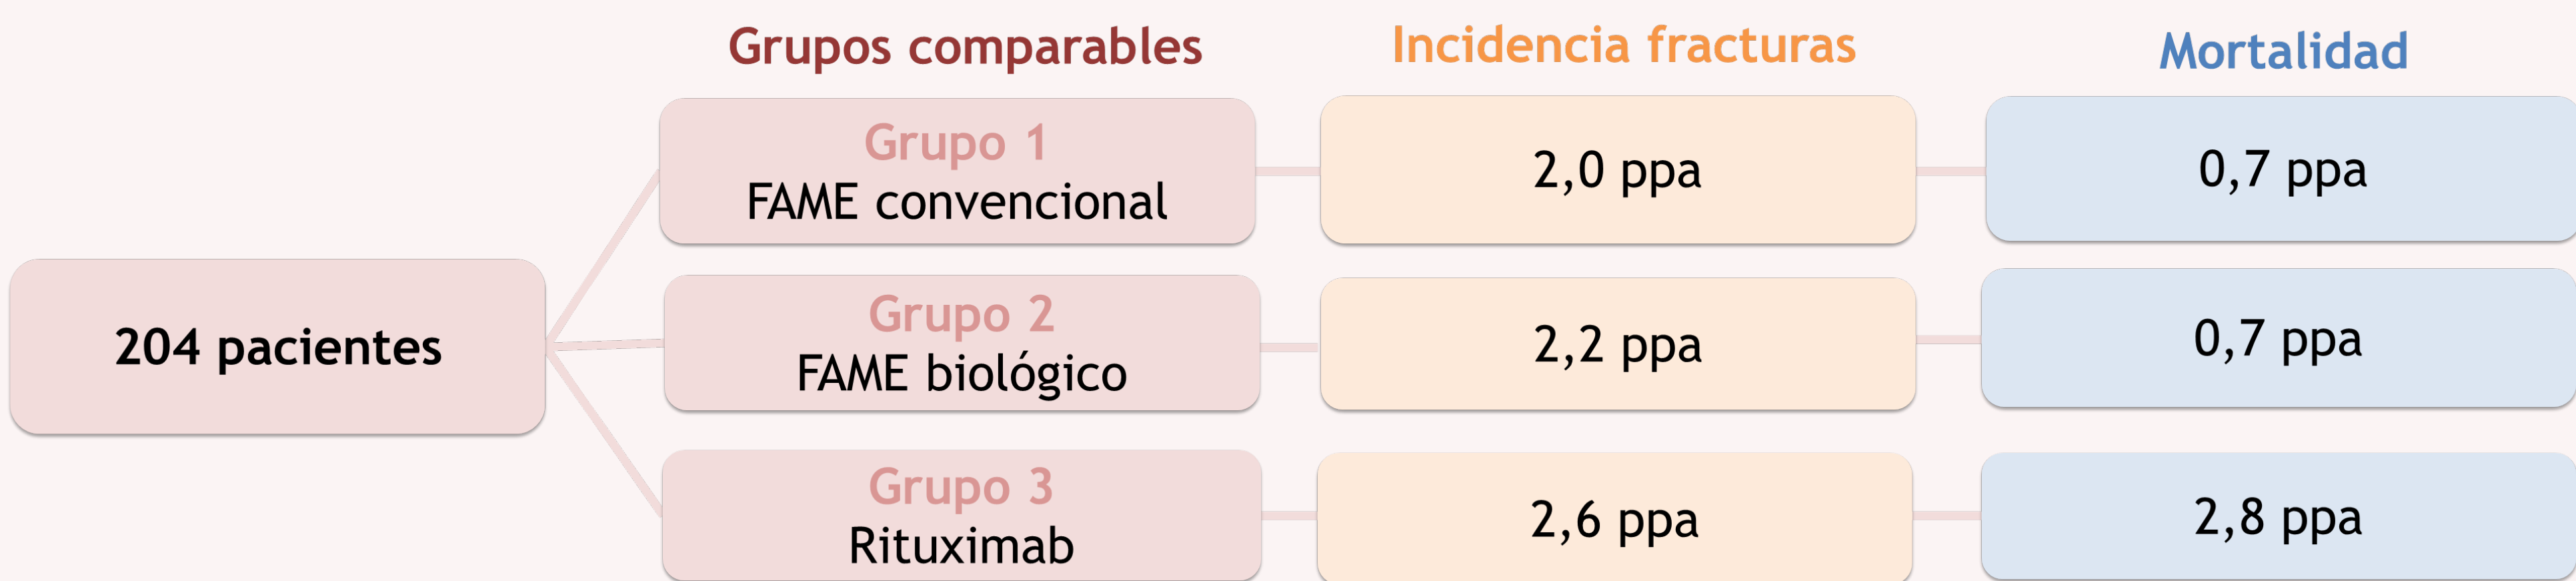 Grupos comparables
Incidencia fracturas
Mortalidad
Grupo 1
FAME convencional
2,0 ppa
0,7 ppa
204 pacientes
Grupo 2
FAME biológico
2,2 ppa
0,7 ppa
Grupo 3
Rituximab
2,6 ppa
2,8 ppa